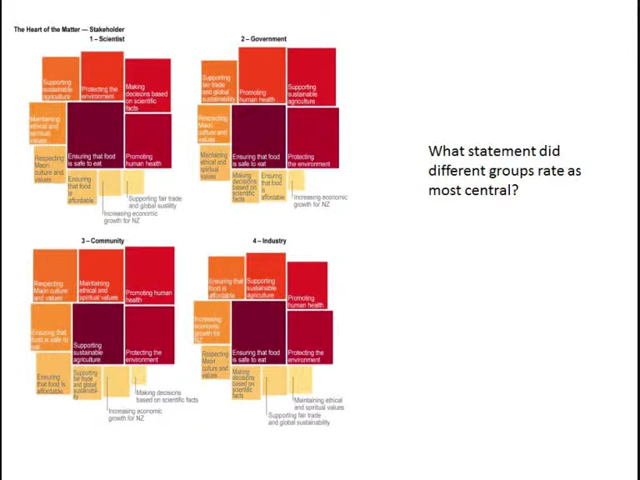 The Heart of the Matter — Stakeholder
1 – Scientist
Supporting
sustainable
agriculture
Protecting the
environment
Making
decisions based
on scientific
facts
Maintaining
ethical and
spiritual
values
Ensuring that food
is safe to eat
Promoting
human health
Respecting
Maori
culture and
values
Ensuring
that food
is
affordable
Supporting fair trade
and global sustility
Increasing economic
growth for NZ
2 – Government
Supporting
fair trade
and global
sustainability
Promoting
human health
Supporting
sustainable
agriculture
Respecting
Maori
culture and
values
Ensuring that food
is safe to eat
Protecting
the environment
Maintaining
ethical and
spiritual
values
Making
decisions
based on
scientific
facts
Ensuring
that food
is
affordable
Increasing economic
growth for NZ
3 – Community
Respecting
Maori culture
and values
Maintaining
ethical and
spiritual values
Promoting human
health
Ensuring that
food is safe to
eat
Supporting
sustainable
agriculture
Protecting the
environment
Ensuring
that food is
affordable
Supporting
fair trade
and global
sustainabili-
ty
Making decisions
based on scientific facts
Increasing economic
growth for NZ
4 – Industry
Ensuring that
food is
affordable
Supporting
sustainable
agriculture
Promoting
human health
Increasing
economic
growth for
NZ
Ensuring that food
is safe to eat
Protecting the
environment
Respecting
Maori
culture and
values
Making
decisions
based on
scientific
facts
Maintaining ethical
and spiritual values
Supporting fair trade
and global sustainability
What statement did
different groups rate as
most central?